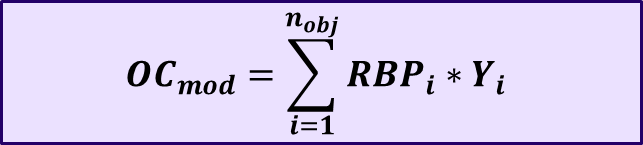 OC_mod = ∑_{i=1}^{n_obj} RBP_i * Y_i